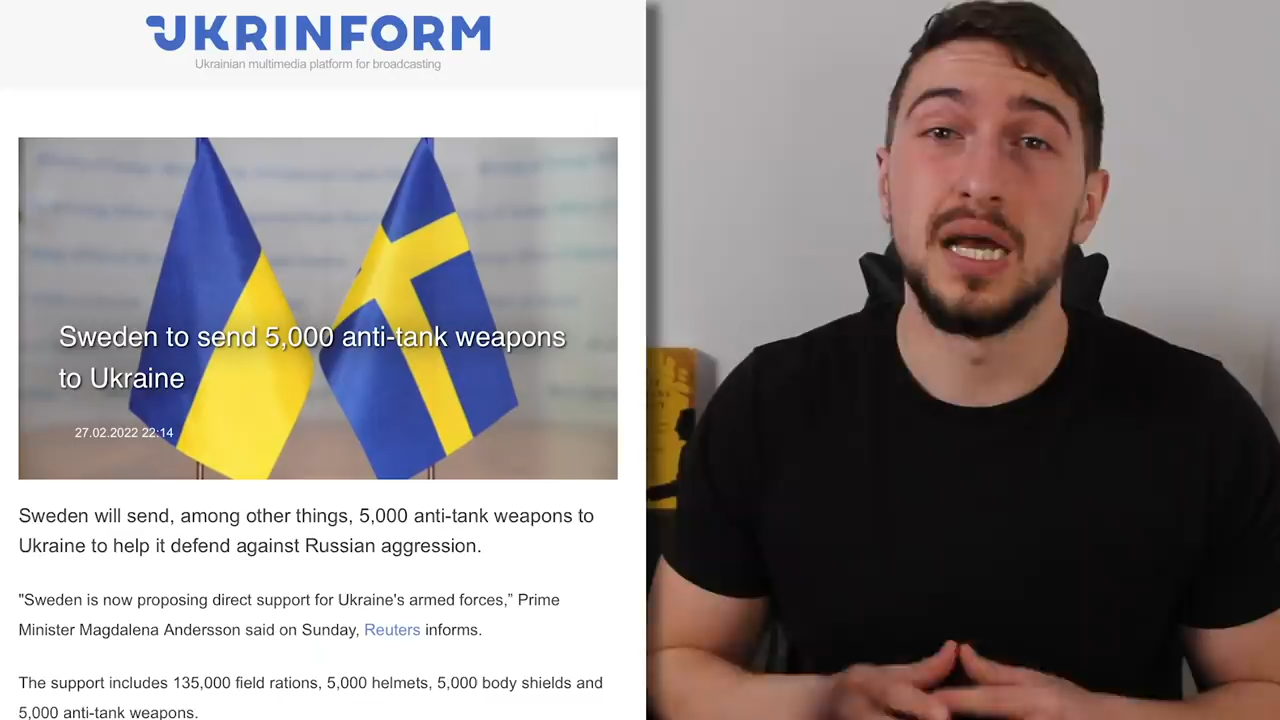 UKRINFORM
Ukrainian multimedia platform for broadcasting
Sweden to send 5,000 anti-tank weapons
to Ukraine
27.02.2022 22:14
Sweden will send, among other things, 5,000 anti-tank weapons to
Ukraine to help it defend against Russian aggression.
"Sweden is now proposing direct support for Ukraine's armed forces,” Prime
Minister Magdalena Andersson said on Sunday, Reuters informs.
The support includes 135,000 field rations, 5,000 helmets, 5,000 body shields and
5,000 anti-tank weapons.